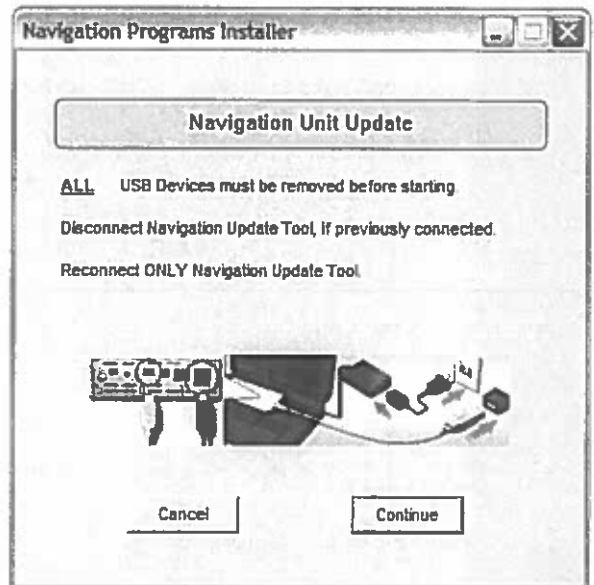 Navigation Programs Installer
Navigation Unit Update
ALL USB Devices must be removed before starting.
Disconnect Navigation Update Tool, if previously connected.
Reconnect ONLY Navigation Update Tool.
Cancel
Continue